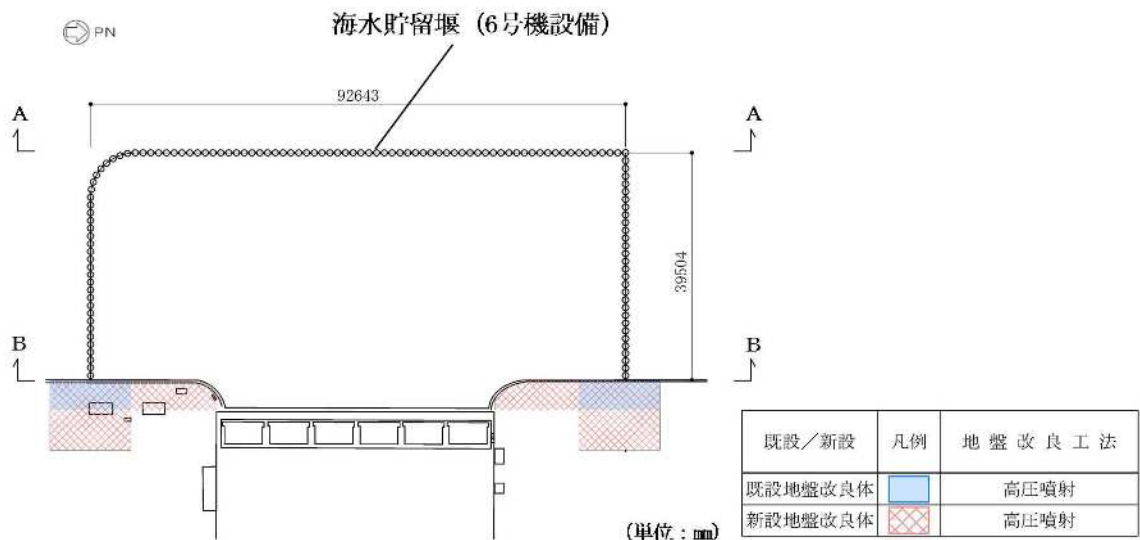 海水貯留堰（6号機設備）
PN
92643
A
A
39504
B
B
既設／新設 凡例 地盤改良工法
既設地盤改良体 高圧噴射
新設地盤改良体 高圧噴射
（単位：㎜）